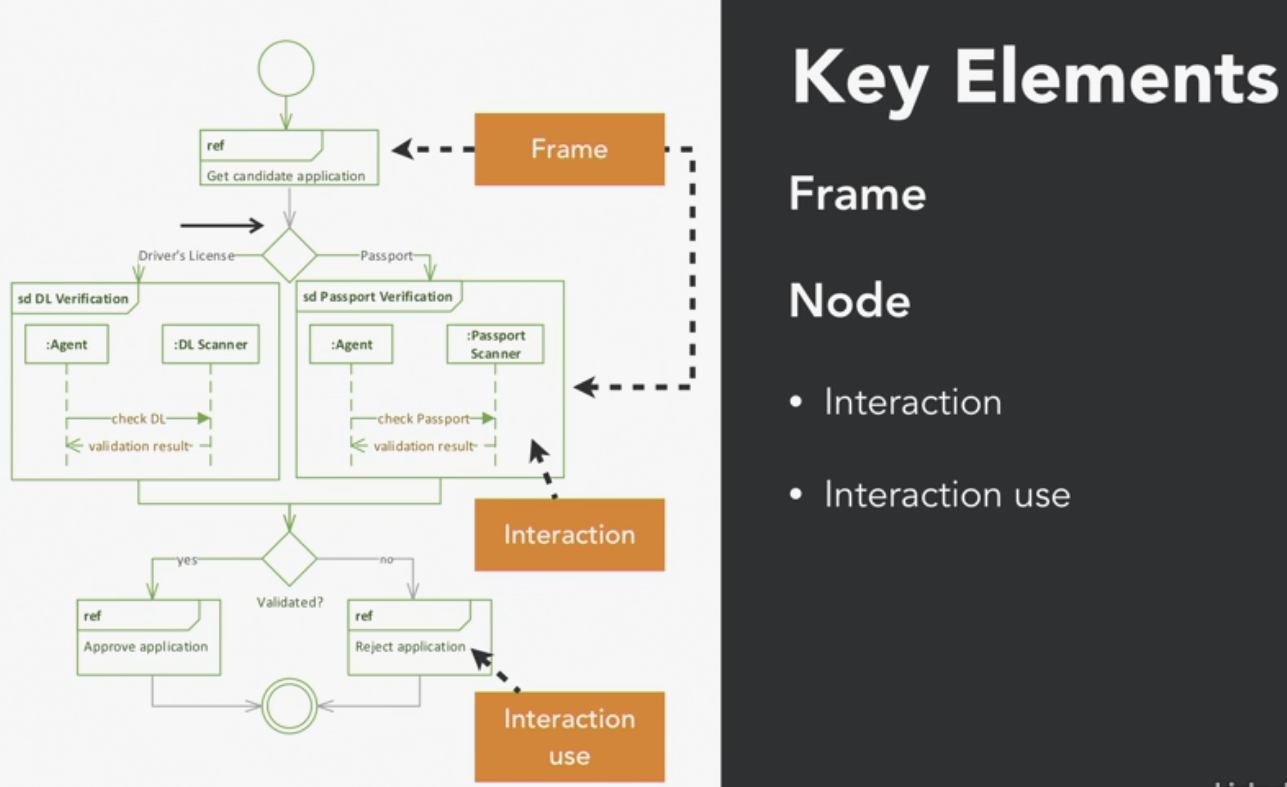 Key Elements
Frame
Node
• Interaction
• Interaction use
ref
Get candidate application
Frame
Driver's License
Passport
sd DL Verification
:Agent
:DL Scanner
check DL
validation result
sd Passport Verification
:Agent
:Passport
Scanner
check Passport
validation result
Interaction
yes
no
Validated?
ref
Approve application
ref
Reject application
Interaction
use